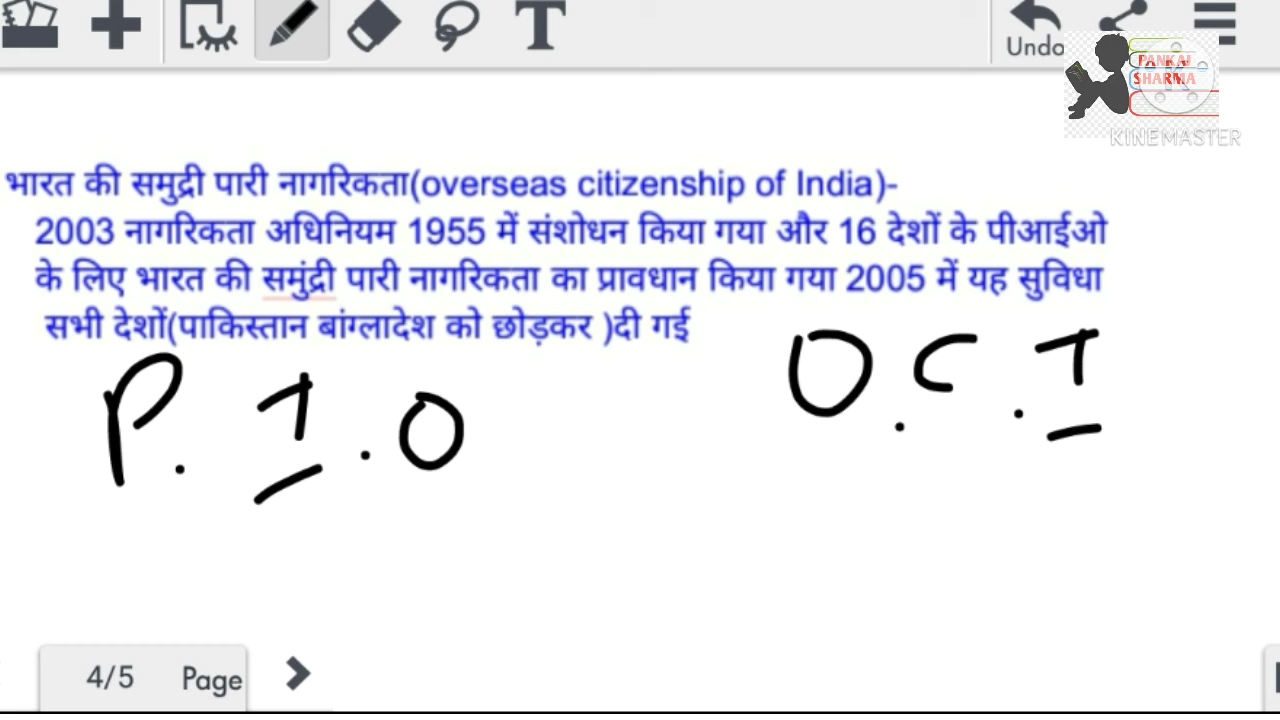 Undo
PANKAJ
SHARMA
KINEMASTER
भारत की समुद्री पारी नागरिकता(overseas citizenship of India)-
2003 नागरिकता अधिनियम 1955 में संशोधन किया गया और 16 देशों के पीआईओ
के लिए भारत की समुंद्री पारी नागरिकता का प्रावधान किया गया 2005 में यह सुविधा
सभी देशों(पाकिस्तान बांग्लादेश को छोड़कर )दी गई
P. I. O
O. C. I
4/5 Page